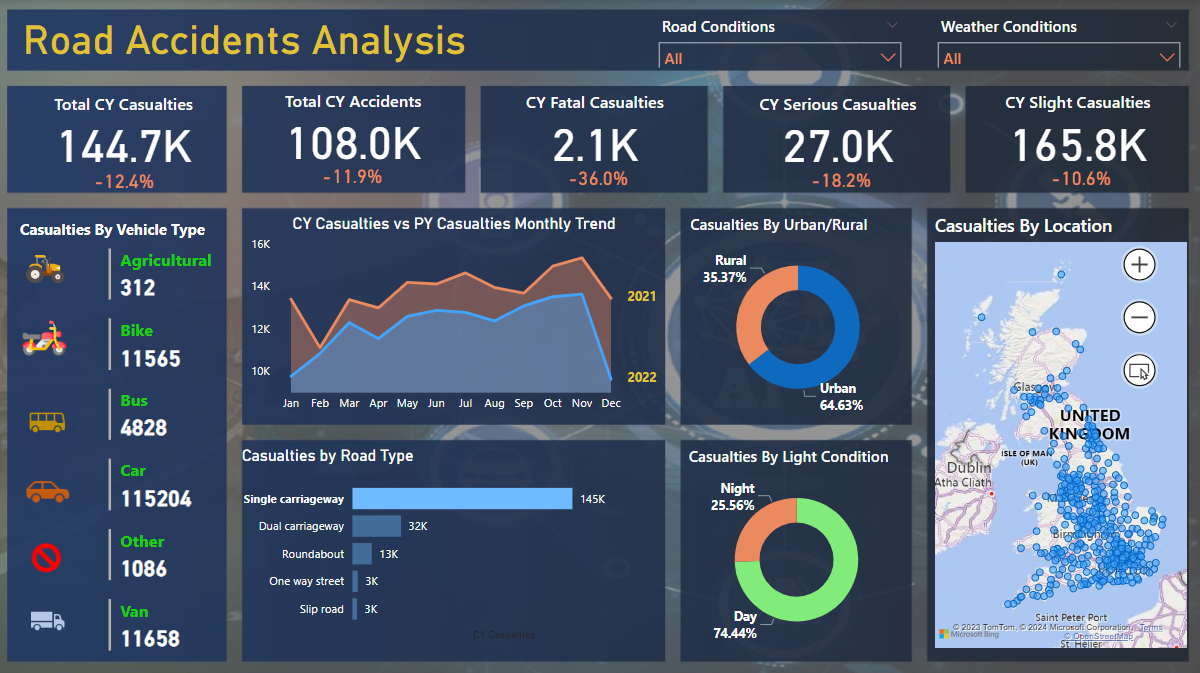 Road Accidents Analysis
Road Conditions
All
Weather Conditions
All
Total CY Casualties
144.7K
-12.4%
Total CY Accidents
108.0K
-11.9%
CY Fatal Casualties
2.1K
-36.0%
CY Serious Casualties
27.0K
-18.2%
CY Slight Casualties
165.8K
-10.6%
Casualties By Vehicle Type
Agricultural
312
Bike
11565
Bus
4828
Car
115204
Other
1086
Van
11658
CY Casualties vs PY Casualties Monthly Trend
16K
14K
12K
10K
2021
2022
Jan Feb Mar Apr May Jun Jul Aug Sep Oct Nov Dec
Casualties by Road Type
Single carriageway 145K
Dual carriageway 32K
Roundabout 13K
One way street 3K
Slip road 3K
CY Casualties
Casualties By Urban/Rural
Rural
35.37%
Urban
64.63%
Casualties By Light Condition
Night
25.56%
Day
74.44%
Casualties By Location
Glasgow
UNITED
KINGDOM
ISLE OF MAN
(UK)
Dublin
Atha Cliath
Saint Peter Port
© 2023 TomTom, © 2024 Microsoft Corporation, Terms
Microsoft Bing
© OpenStreetMap
St. Helier